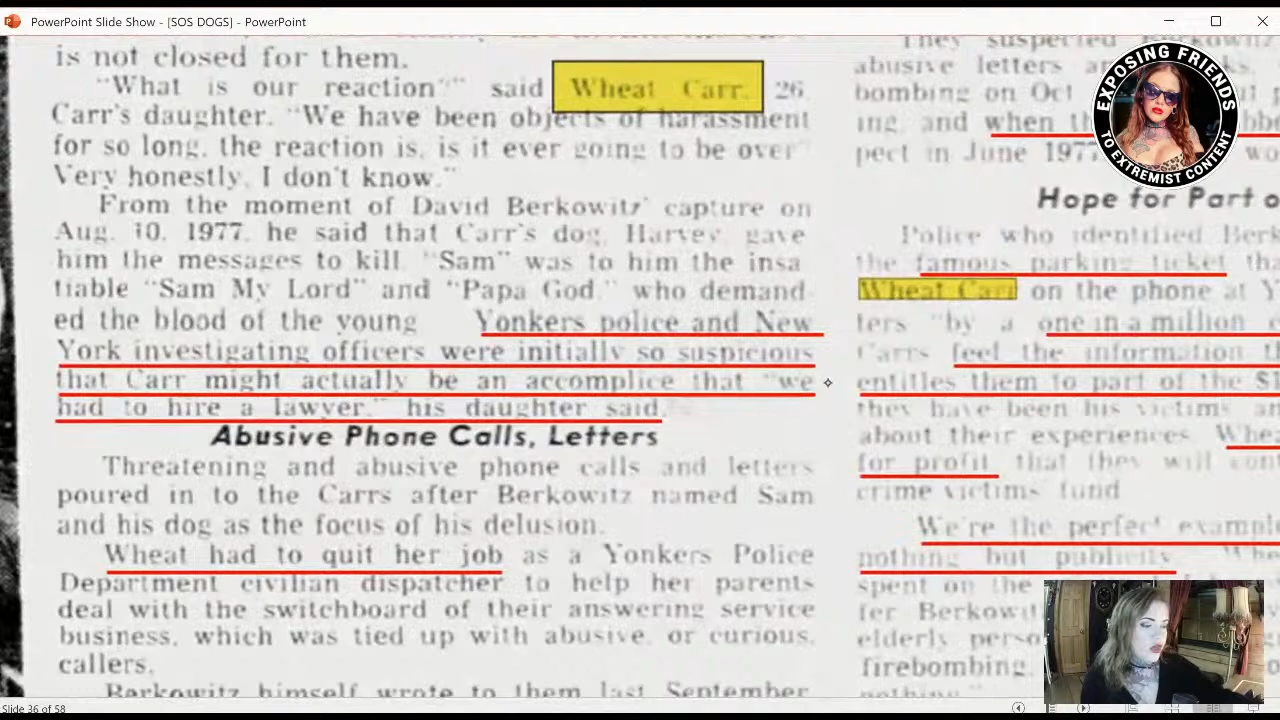 PowerPoint Slide Show - [SOS DOGS] - PowerPoint
is not closed for them.
"What is our reaction" said Wheat Carr, 26
Carr's daughter. "We have been objects of harassment
for so long, the reaction is, is it ever going to be over
Very honestly, I don't know."
From the moment of David Berkowitz' capture on
Aug. 10, 1977, he said that Carr's dog, Harvey, gave
him the messages to kill. "Sam" was to him the insa
tiable "Sam My Lord" and "Papa God," who demand
ed the blood of the young Yonkers police and New
York investigating officers were initially so suspicious
that Carr might actually be an accomplice that "we
had to hire a lawyer," his daughter said.
Abusive Phone Calls, Letters
Threatening and abusive phone calls and letters
poured in to the Carrs after Berkowitz named Sam
and his dog as the focus of his delusion.
Wheat had to quit her job as a Yonkers Police
Department civilian dispatcher to help her parents
deal with the switchboard of their answering service
business, which was tied up with abusive, or curious,
callers.
Berkowitz himself wrote to them last September
They suspected
abusive letters
bombing on Oct
ing, and when
pect in June 1977
Hope for Part o
Police who identified Berk
the famous parking ticket
Wheat Carr on the phone at Y
ters "by a one in a million
Carrs feel the information
entitles them to part of the
they have been his victims
about their experiences.
for profit that they will
crime victims fund
We're the perfect
nothing but publicity
spent on the
fer
elderly
firebombing,
nothing"
EXPOSING FRIENDS
TO EXTREMIST CONTENT
Slide 36 of 58